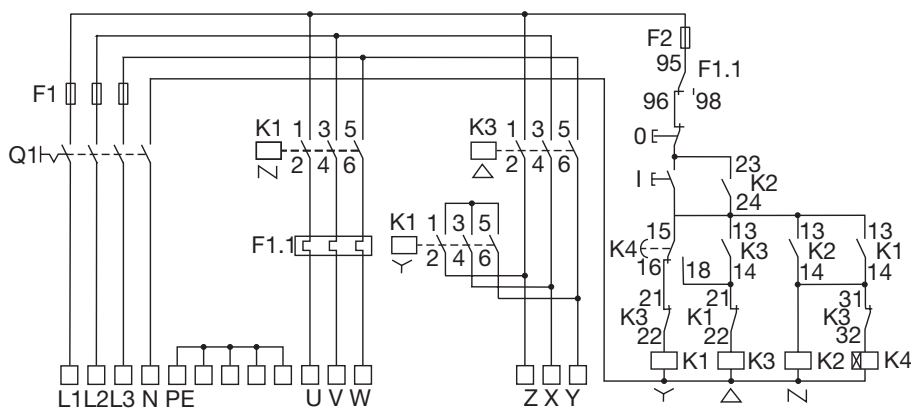 F2
95
F1.1
F1
96 98
K1 1 3 5
K3 1 3 5
0
Q1
2 4 6
2 4 6
23
I K2
24
K1 1 3 5
2 4 6
F1.1
15 13 13 13
K4 K3 K2 K1
16 18 14 14 14
21 21 31
K3 K1 K3
22 22 32
K1 K3 K2 K4
L1 L2 L3 N PE U V W Z X Y